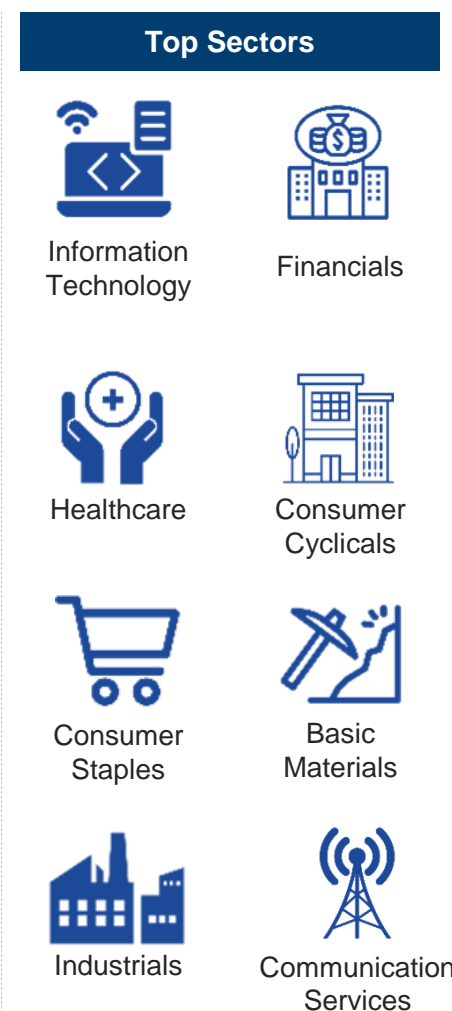 Top Sectors
Information
Technology
Financials
Healthcare
Consumer
Cyclicals
Consumer
Staples
Basic
Materials
Industrials
Communication
Services